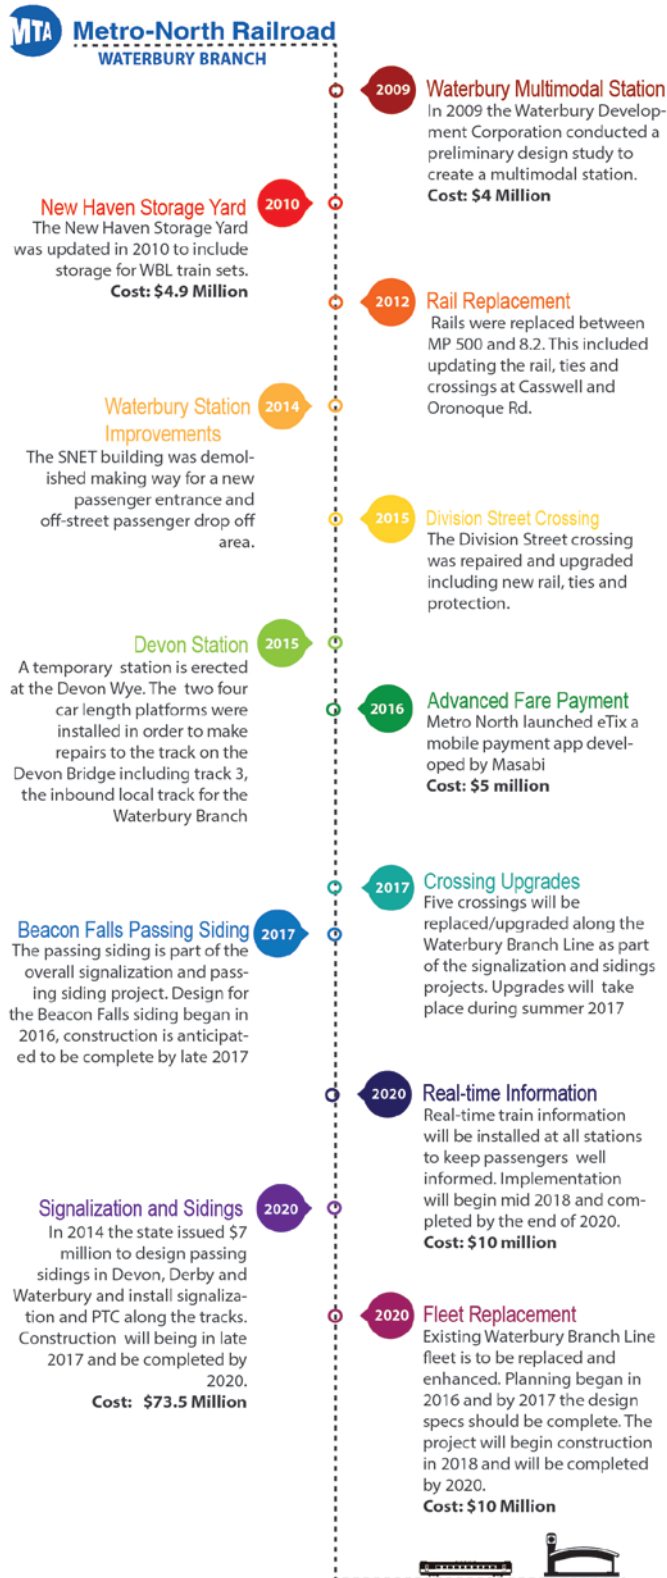 MTA Metro-North Railroad
WATERBURY BRANCH
2009
Waterbury Multimodal Station
In 2009 the Waterbury Develop-
ment Corporation conducted a
preliminary design study to
create a multimodal station.
Cost: $4 Million
New Haven Storage Yard
2010
The New Haven Storage Yard
was updated in 2010 to include
storage for WBL train sets.
Cost: $4.9 Million
2012
Rail Replacement
Rails were replaced between
MP 500 and 8.2. This included
updating the rail, ties and
crossings at Casswell and
Oronoque Rd.
Waterbury Station
2014
Improvements
The SNET building was demol-
ished making way for a new
passenger entrance and
off-street passenger drop off
area.
2015
Division Street Crossing
The Division Street crossing
was repaired and upgraded
including new rail, ties and
protection.
Devon Station
2015
A temporary station is erected
at the Devon Wye. The two four
car length platforms were
installed in order to make
repairs to the track on the
Devon Bridge including track 3,
the inbound local track for the
Waterbury Branch
2016
Advanced Fare Payment
Metro North launched eTix a
mobile payment app devel-
oped by Masabi
Cost: $5 million
2017
Crossing Upgrades
Five crossings will be
replaced/upgraded along the
Waterbury Branch Line as part
of the signalization and sidings
projects. Upgrades will take
place during summer 2017
Beacon Falls Passing Siding
2017
The passing siding is part of the
overall signalization and pass-
ing siding project. Design for
the Beacon Falls siding began in
2016, construction is anticipat-
ed to be complete by late 2017
2020
Real-time Information
Real-time train information
will be installed at all stations
to keep passengers well
informed. Implementation
will begin mid 2018 and com-
pleted by the end of 2020.
Cost: $10 million
Signalization and Sidings
2020
In 2014 the state issued $7
million to design passing
sidings in Devon, Derby and
Waterbury and install signaliza-
tion and PTC along the tracks.
Construction will being in late
2017 and be completed by
2020.
Cost: $73.5 Million
2020
Fleet Replacement
Existing Waterbury Branch Line
fleet is to be replaced and
enhanced. Planning began in
2016 and by 2017 the design
specs should be complete. The
project will begin construction
in 2018 and will be completed
by 2020.
Cost: $10 Million